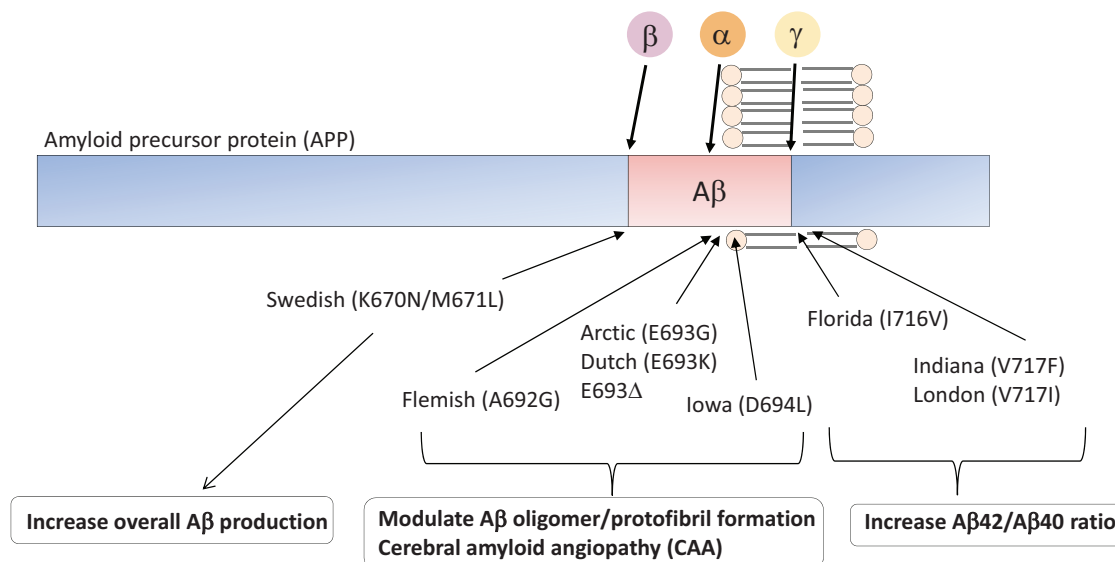 β
α
γ
Amyloid precursor protein (APP)
Aβ
Swedish (K670N/M671L)
Flemish (A692G)
Arctic (E693G)
Dutch (E693K)
E693Δ
Iowa (D694L)
Florida (I716V)
Indiana (V717F)
London (V717I)
Increase overall Aβ production
Modulate Aβ oligomer/protofibril formation
Cerebral amyloid angiopathy (CAA)
Increase Aβ42/Aβ40 ratio